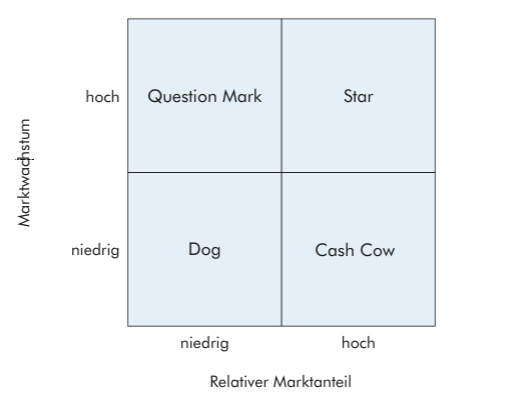 Marktwachstum
hoch
Question Mark
Star
niedrig
Dog
Cash Cow
niedrig
hoch
Relativer Marktanteil